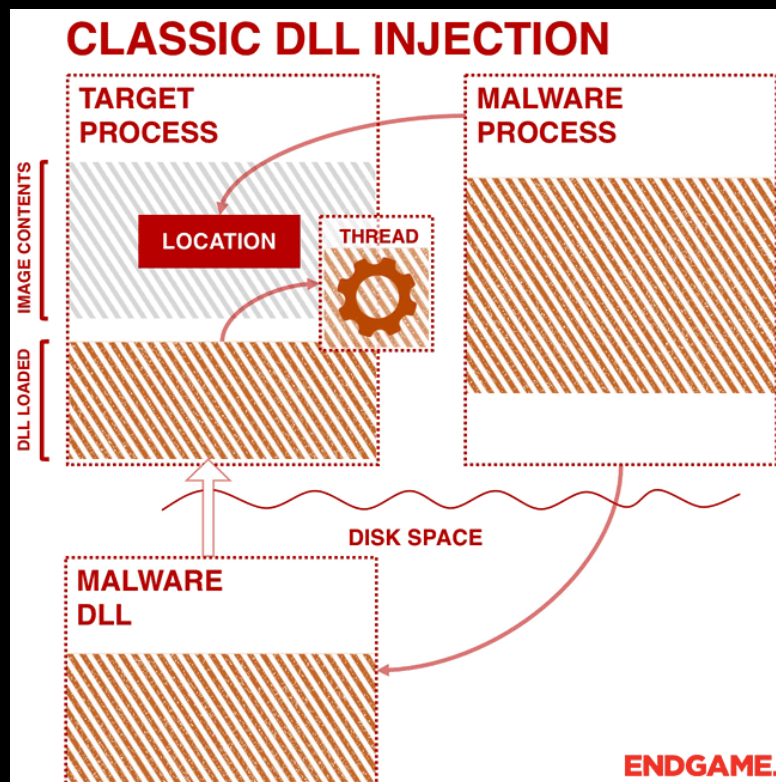 CLASSIC DLL INJECTION
TARGET
PROCESS
MALWARE
PROCESS
IMAGE CONTENTS
LOCATION
THREAD
DLL LOADED
DISK SPACE
MALWARE
DLL
ENDGAME.